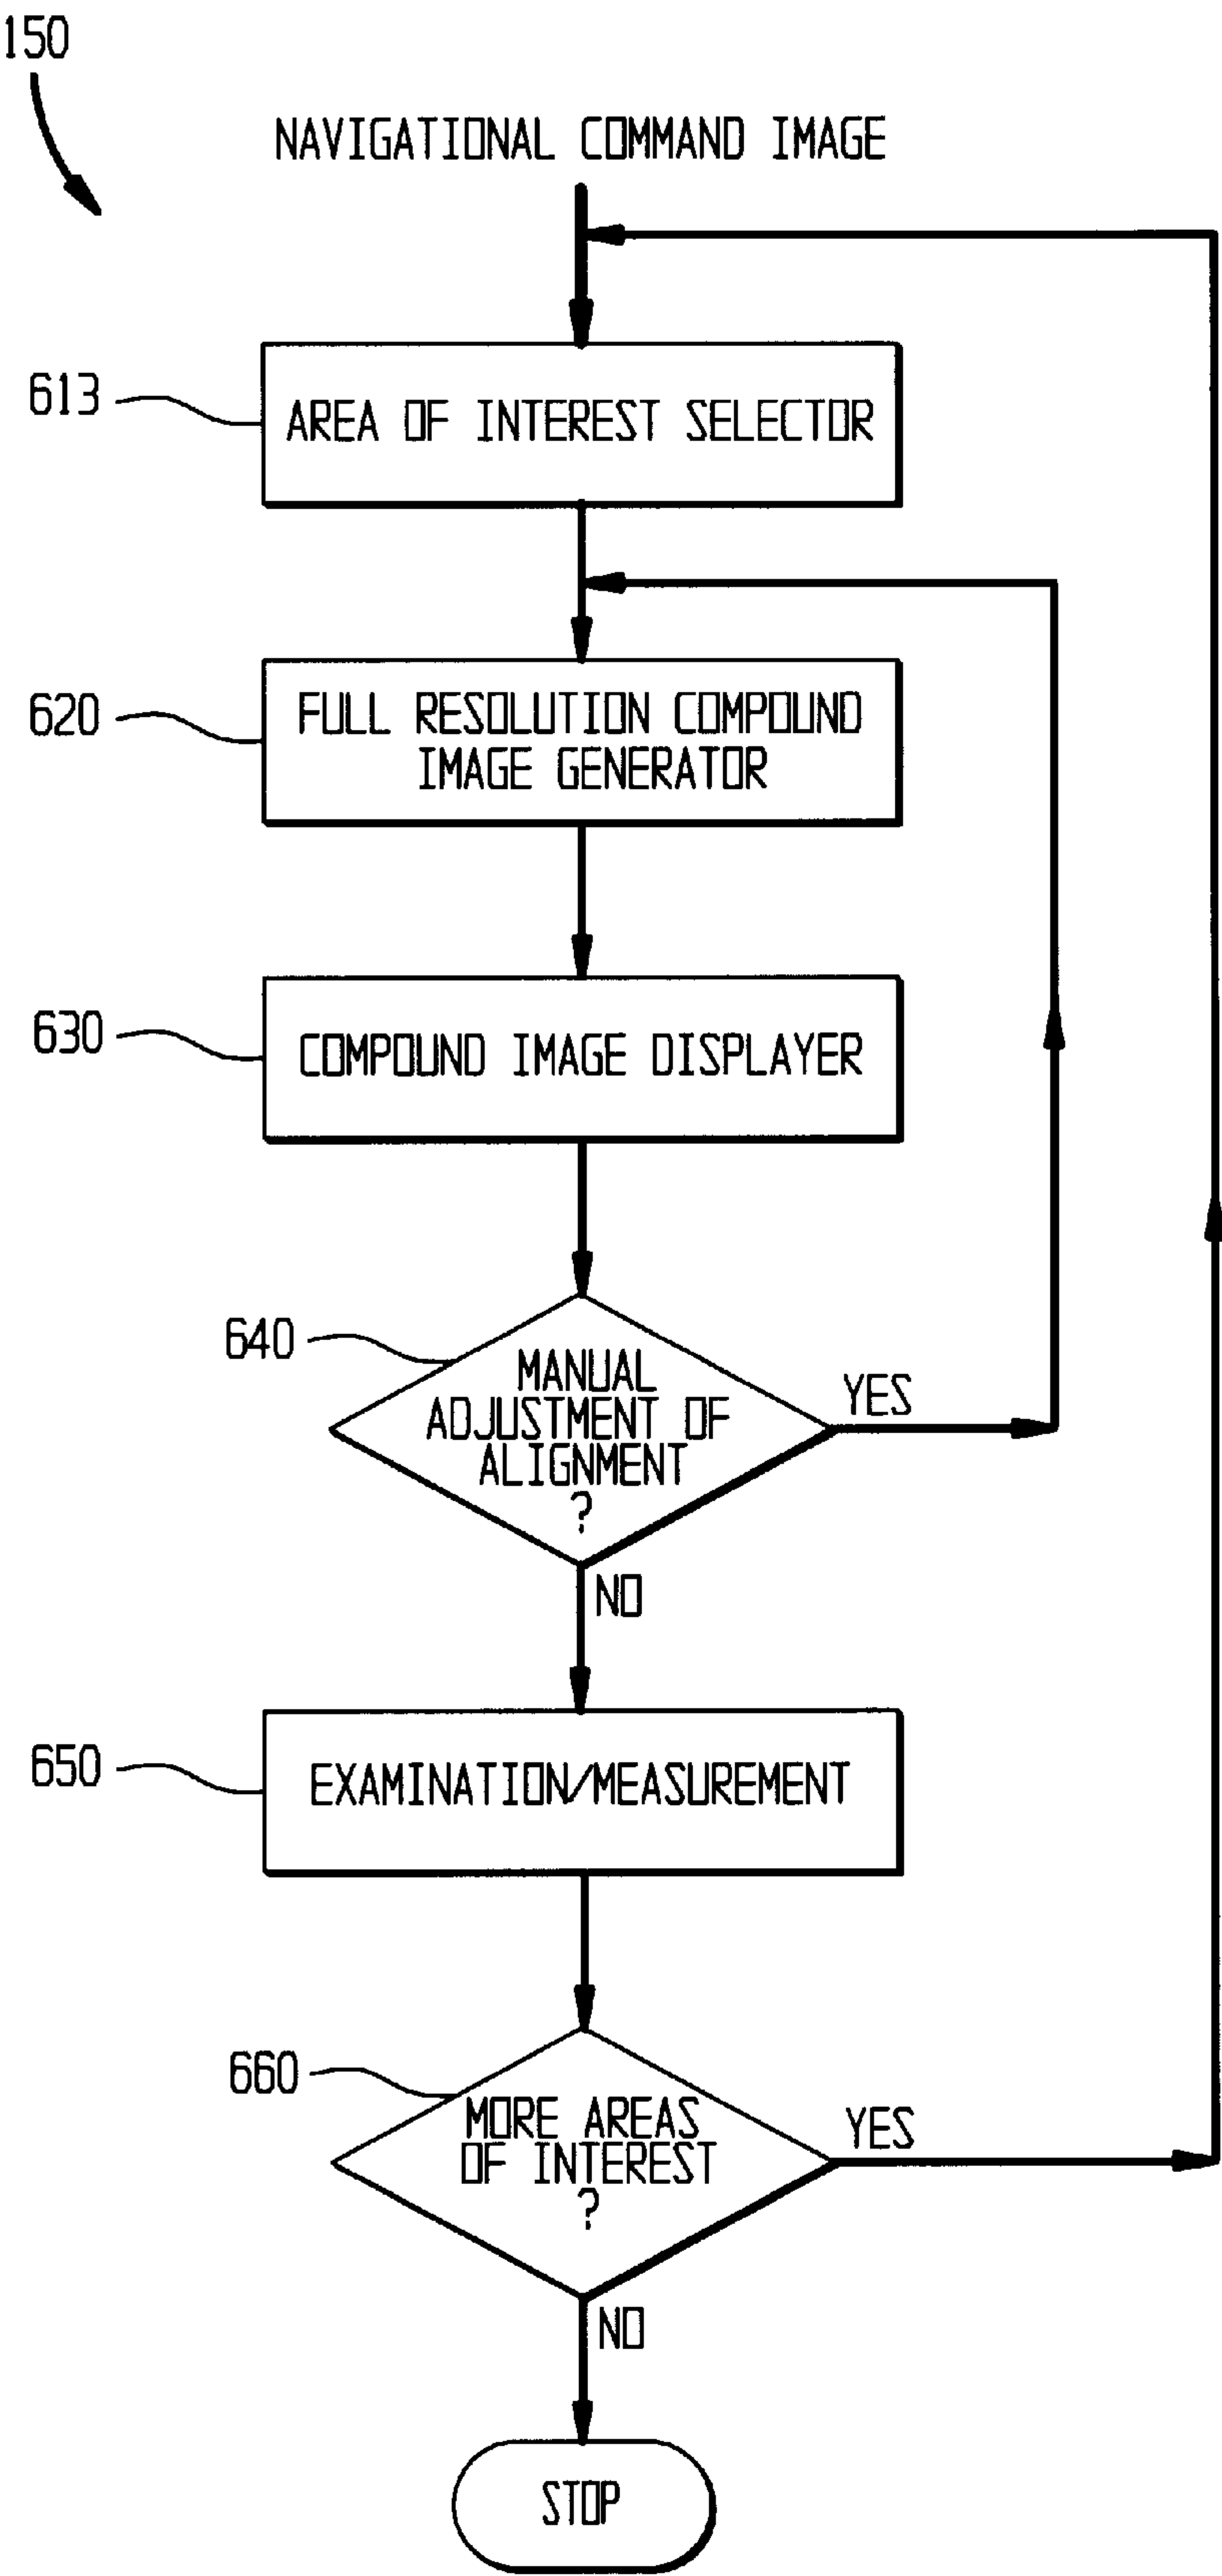 150
NAVIGATIONAL COMMAND IMAGE
613
AREA OF INTEREST SELECTOR
620
FULL RESOLUTION COMPOUND
IMAGE GENERATOR
630
COMPOUND IMAGE DISPLAYER
640
MANUAL
ADJUSTMENT OF
ALIGNMENT
?
YES
NO
650
EXAMINATION/MEASUREMENT
660
MORE AREAS
OF INTEREST
?
YES
NO
STOP